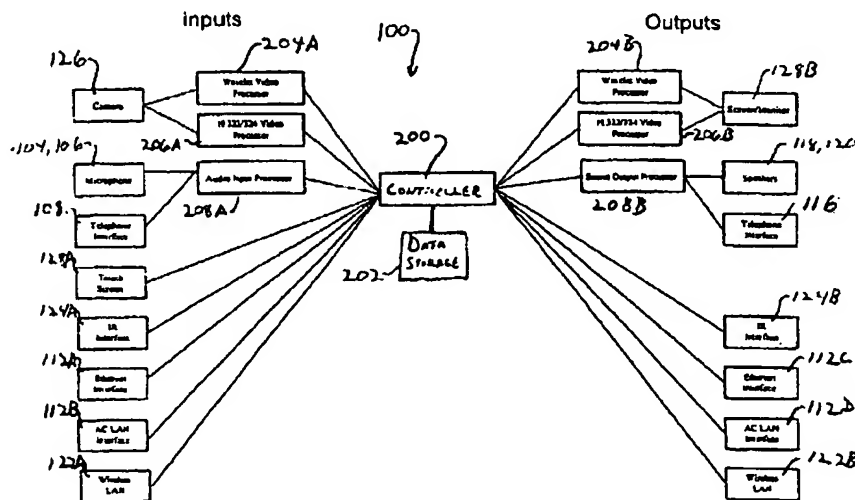 Inputs
Outputs
100
126
204A
Wavelet Video
Processor
Camera
H.323/324 Video
Processor
206A
104, 106
Microphone
Audio Input Processor
208A
108
Telephone
Interface
128A
Touch
Screen
124A
IR
Interface
112A
Ethernet
Interface
112B
AC LAN
Interface
122A
Wireless
LAN
200
CONTROLLER
DATA
STORAGE
202
204B
Wavelet Video
Processor
128B
Screen/Monitor
H.323/324 Video
Processor
206B
118, 120
Sound Output Processor
Speakers
208B
116
Telephone
Interface
124B
IR
Interface
112C
Ethernet
Interface
112D
AC LAN
Interface
122B
Wireless
LAN